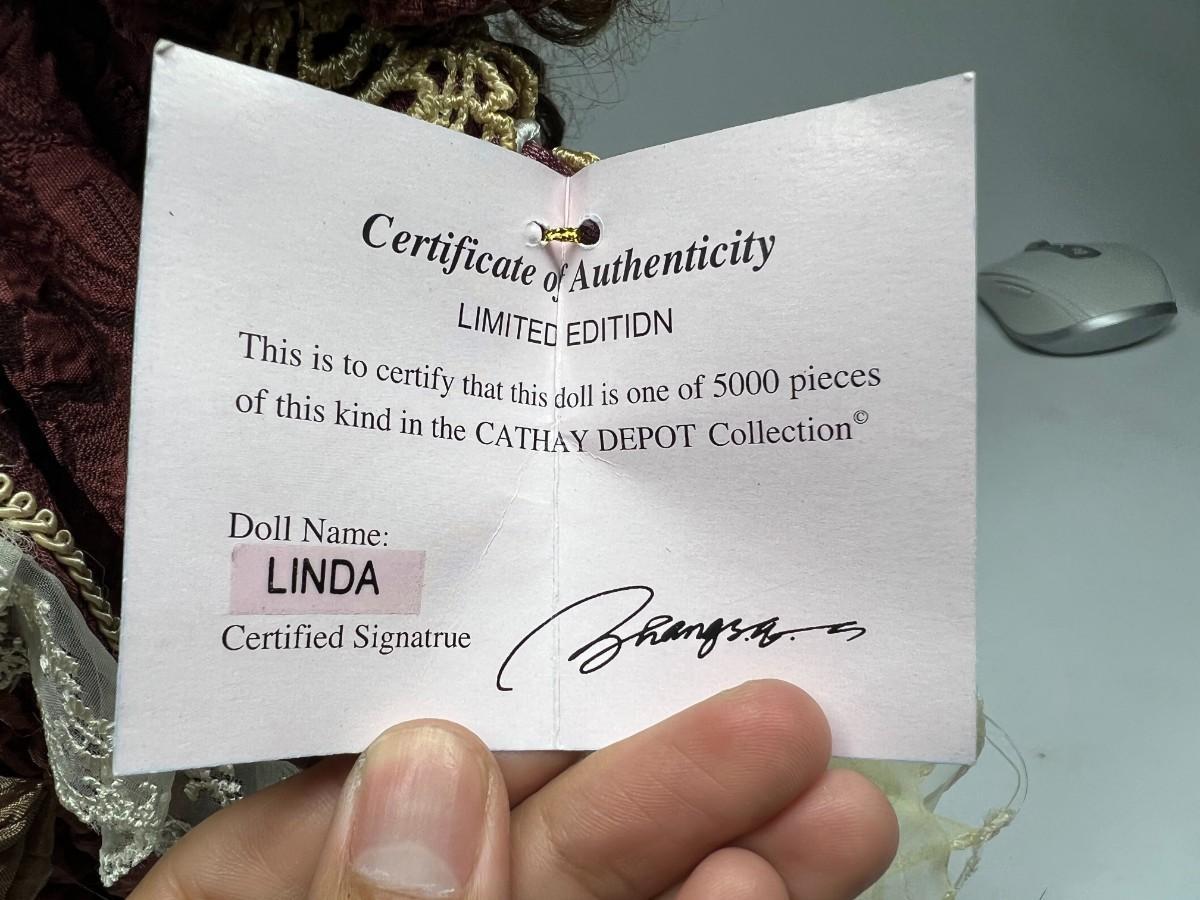 Certificate of Authenticity
LIMITED EDITIDN
This is to certify that this doll is one of 5000 pieces
of this kind in the CATHAY DEPOT Collection©
Doll Name:
LINDA
Certified Signatrue